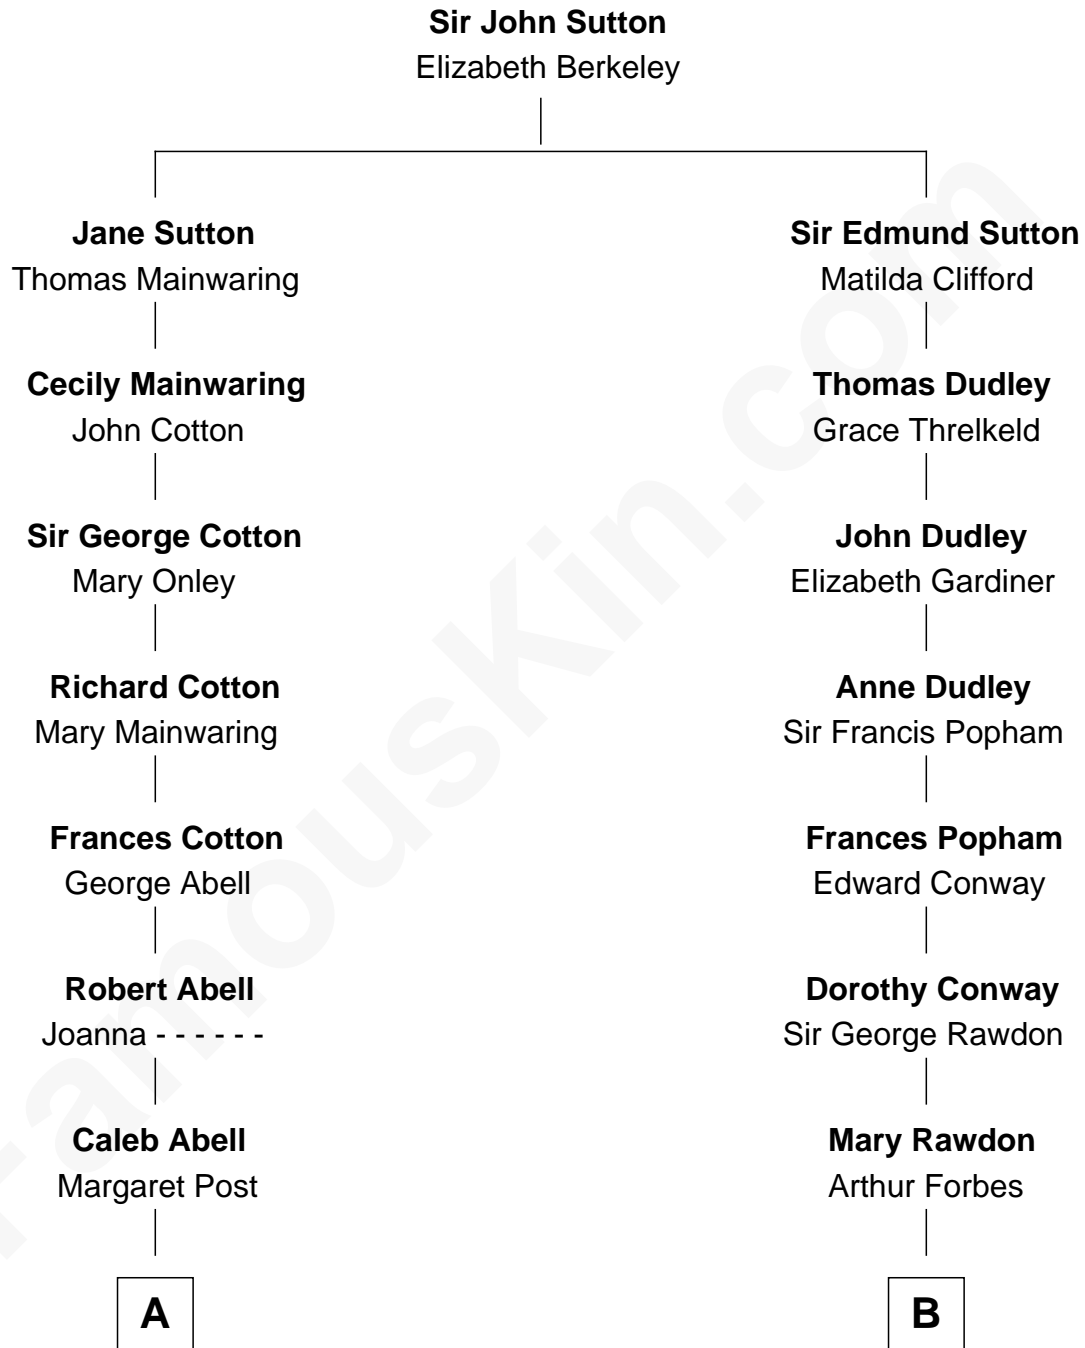 Sir John Sutton
Elizabeth Berkeley
Jane Sutton
Thomas Mainwaring
Sir Edmund Sutton
Matilda Clifford
Cecily Mainwaring
John Cotton
Thomas Dudley
Grace Threlkeld
Sir George Cotton
Mary Onley
John Dudley
Elizabeth Gardiner
Richard Cotton
Mary Mainwaring
Anne Dudley
Sir Francis Popham
Frances Cotton
George Abell
Frances Popham
Edward Conway
Robert Abell
Joanna - - - - - -
Dorothy Conway
Sir George Rawdon
Caleb Abell
Margaret Post
Mary Rawdon
Arthur Forbes
A
B
FamousKin.com